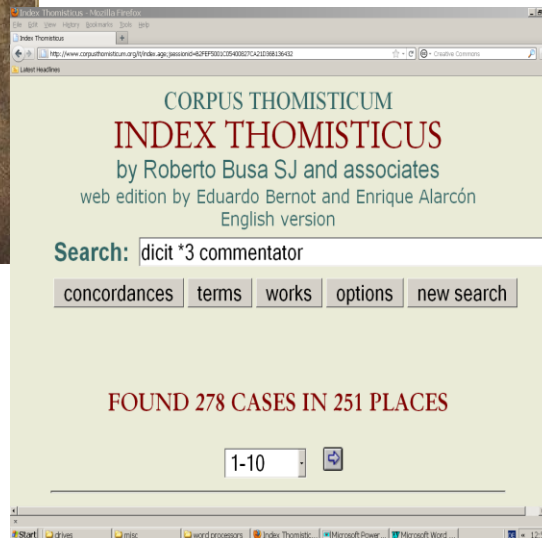 Index Thomisticus - Mozilla Firefox
File Edit View History Bookmarks Tools Help
Index Thomisticus
Creative Commons
Latest Headlines
CORPUS THOMISTICUM
INDEX THOMISTICUS
by Roberto Busa SJ and associates
web edition by Eduardo Bernot and Enrique Alarcón
English version
Search: dicit *3 commentator
concordances terms works options new search
FOUND 278 CASES IN 251 PLACES
1-10
Start drives misc word processors Index Thomistic... Microsoft Power... Microsoft Word ...